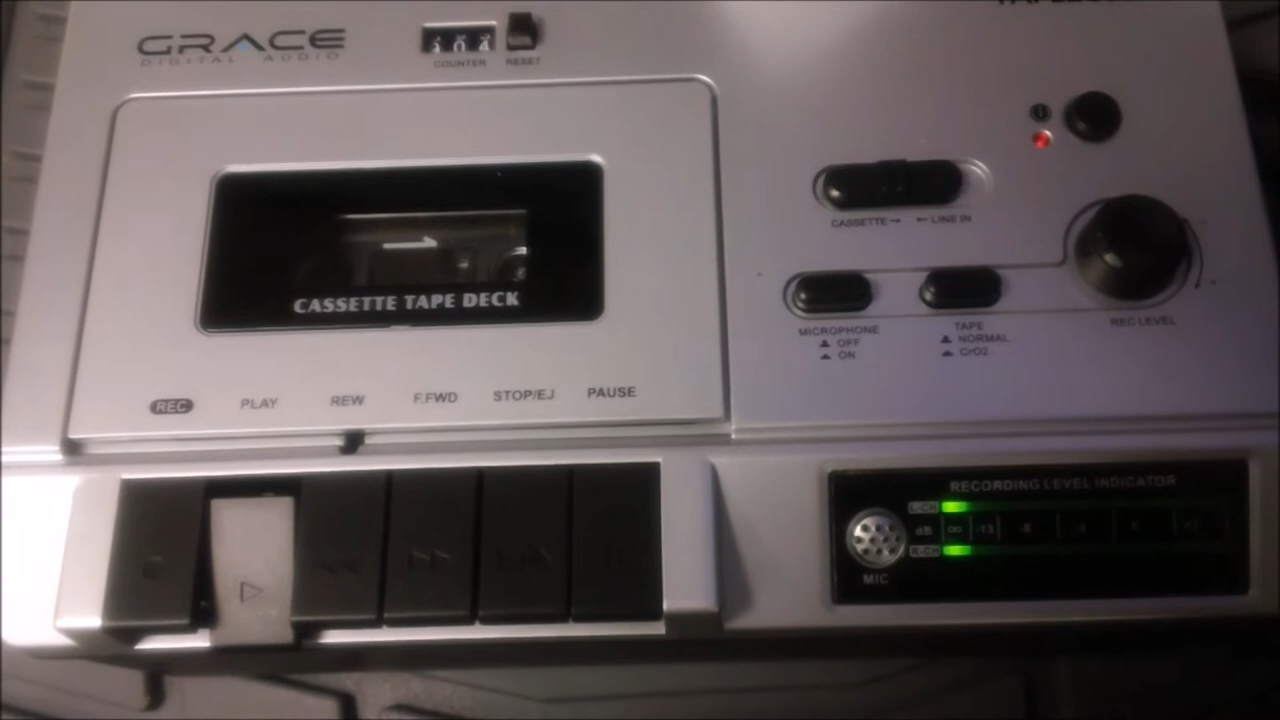 GRACE
DIGITAL AUDIO
COUNTER
RESET
CASSETTE TAPE DECK
REC
PLAY
REW
F.FWD
STOP/EJ
PAUSE
CASSETTE→
←LINE IN
MICROPHONE
OFF
ON
TAPE
NORMAL
CrO2
REC LEVEL
RECORDING LEVEL INDICATOR
L-CH
dB ∞ -13
R-CH
MIC